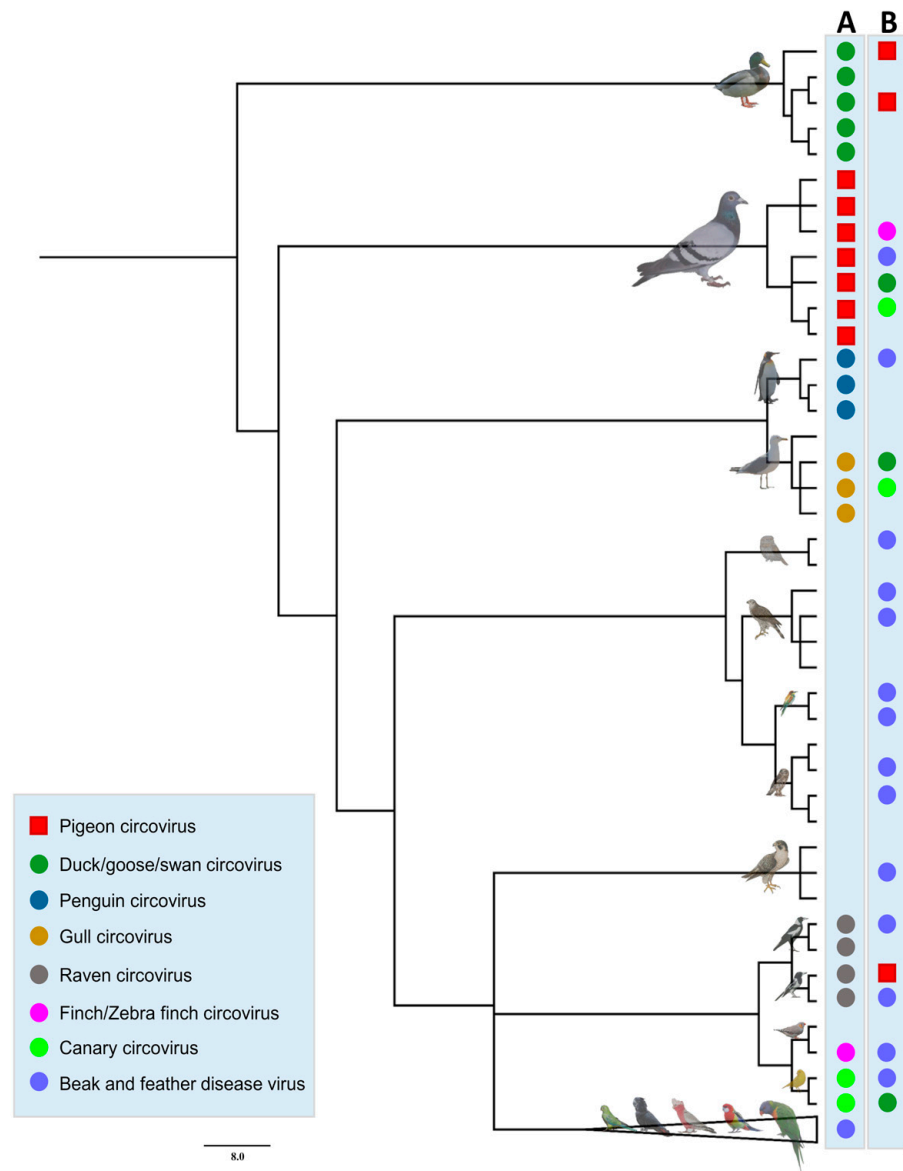 A B
Pigeon circovirus
Duck/goose/swan circovirus
Penguin circovirus
Gull circovirus
Raven circovirus
Finch/Zebra finch circovirus
Canary circovirus
Beak and feather disease virus
8.0